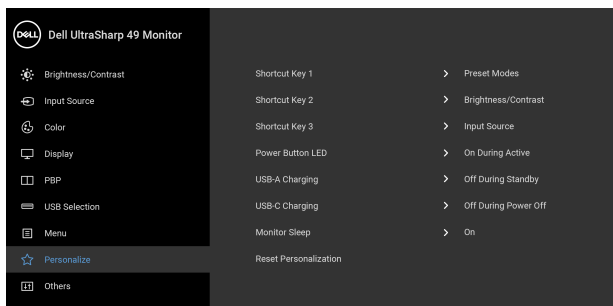 DELL Dell UltraSharp 49 Monitor
Brightness/Contrast Shortcut Key 1 > Preset Modes
Input Source Shortcut Key 2 > Brightness/Contrast
Color Shortcut Key 3 > Input Source
Display Power Button LED > On During Active
PBP USB-A Charging > Off During Standby
USB Selection USB-C Charging > Off During Power Off
Menu Monitor Sleep > On
Personalize Reset Personalization
Others